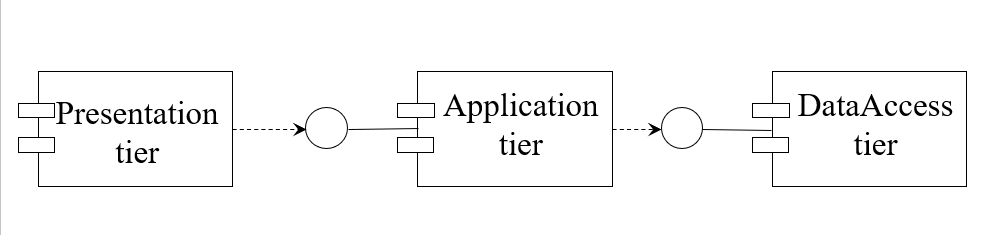 Presentation
tier
Application
tier
DataAccess
tier